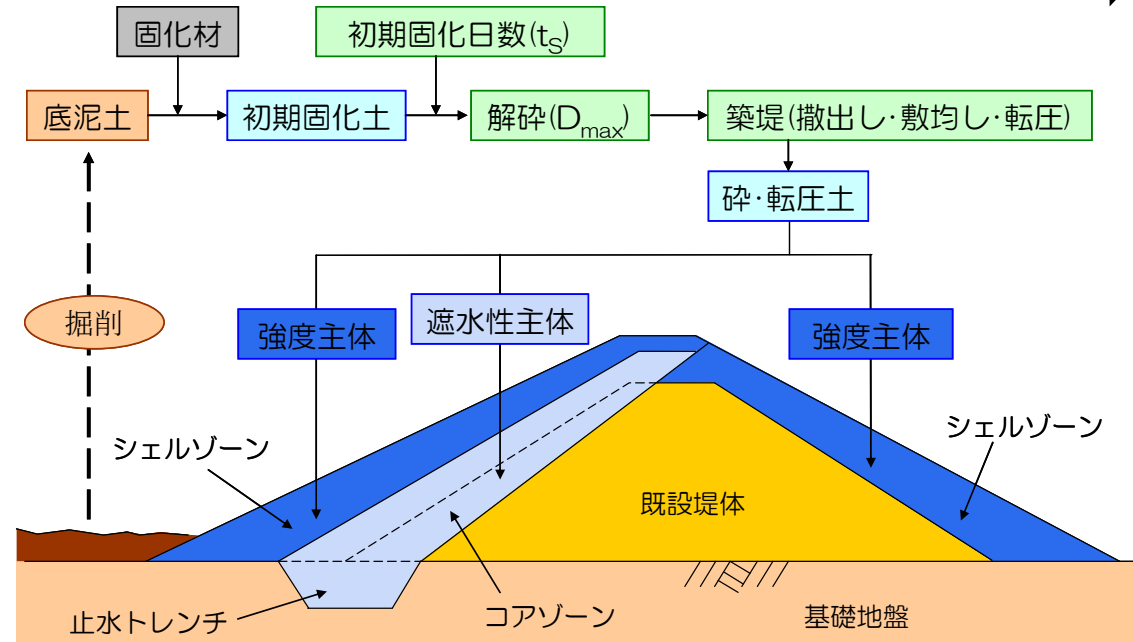 固化材
初期固化日数(tS)
底泥土
初期固化土
解砕(Dmax)
築堤(撒出し･敷均し･転圧)
砕･転圧土
掘削
強度主体
遮水性主体
強度主体
シェルゾーン
シェルゾーン
既設堤体
止水トレンチ
コアゾーン
基礎地盤